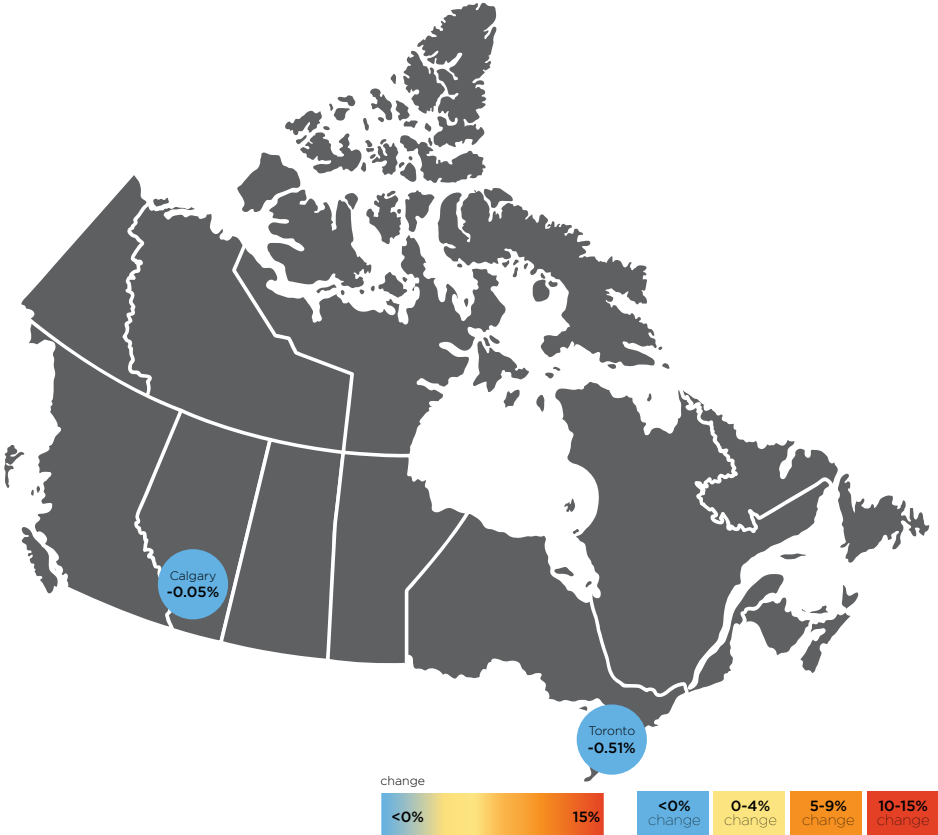 Calgary
-0.05%
Toronto
-0.51%
change
<0%
15%
<0%
change
0-4%
change
5-9%
change
10-15%
change